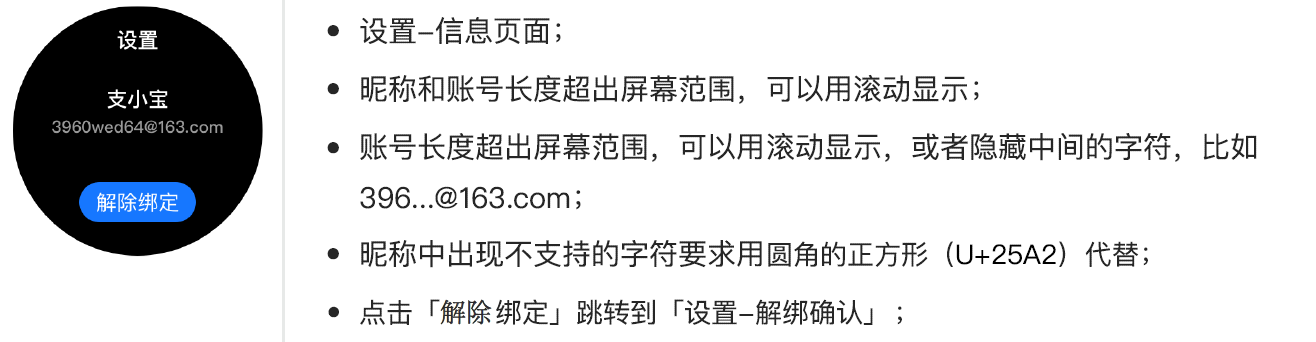 设置
支小宝
3960wed64@163.com
解除绑定
设置–信息页面；
昵称和账号长度超出屏幕范围，可以用滚动显示；
账号长度超出屏幕范围，可以用滚动显示，或者隐藏中间的字符，比如
396...@163.com；
昵称中出现不支持的字符要求用圆角的正方形（U+25A2）代替；
点击「解除绑定」跳转到「设置–解绑确认」；